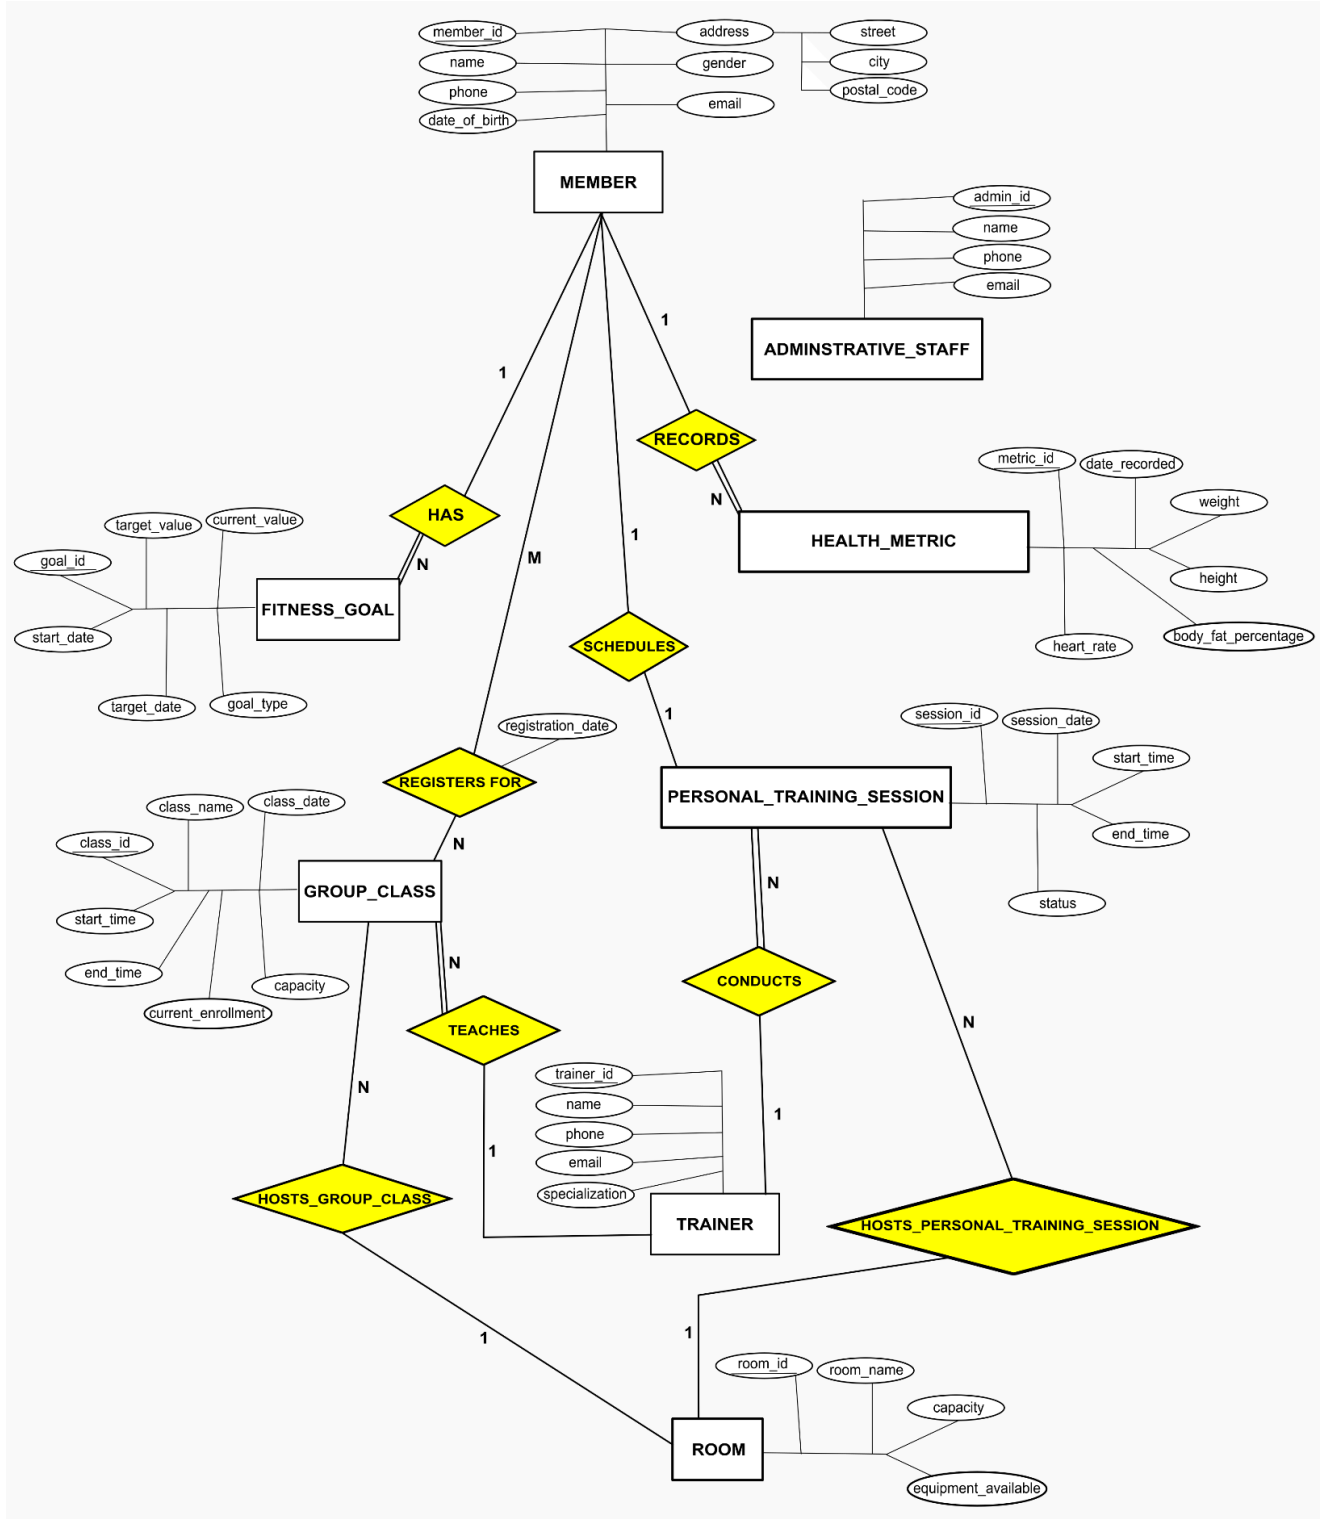 member_id
address
street
name
gender
city
phone
email
postal_code
date_of_birth
MEMBER
admin_id
name
phone
email
ADMINSTRATIVE_STAFF
1
1
RECORDS
N
metric_id
date_recorded
weight
HEALTH_METRIC
height
body_fat_percentage
heart_rate
HAS
N
target_value
current_value
goal_id
FITNESS_GOAL
start_date
target_date
goal_type
M
1
SCHEDULES
1
registration_date
REGISTERS FOR
N
session_id
session_date
start_time
PERSONAL_TRAINING_SESSION
end_time
status
class_name
class_date
class_id
GROUP_CLASS
start_time
end_time
current_enrollment
capacity
N
N
TEACHES
1
N
CONDUCTS
1
N
trainer_id
name
phone
email
specialization
TRAINER
HOSTS_GROUP_CLASS
HOSTS_PERSONAL_TRAINING_SESSION
1
1
room_id
room_name
capacity
ROOM
equipment_available